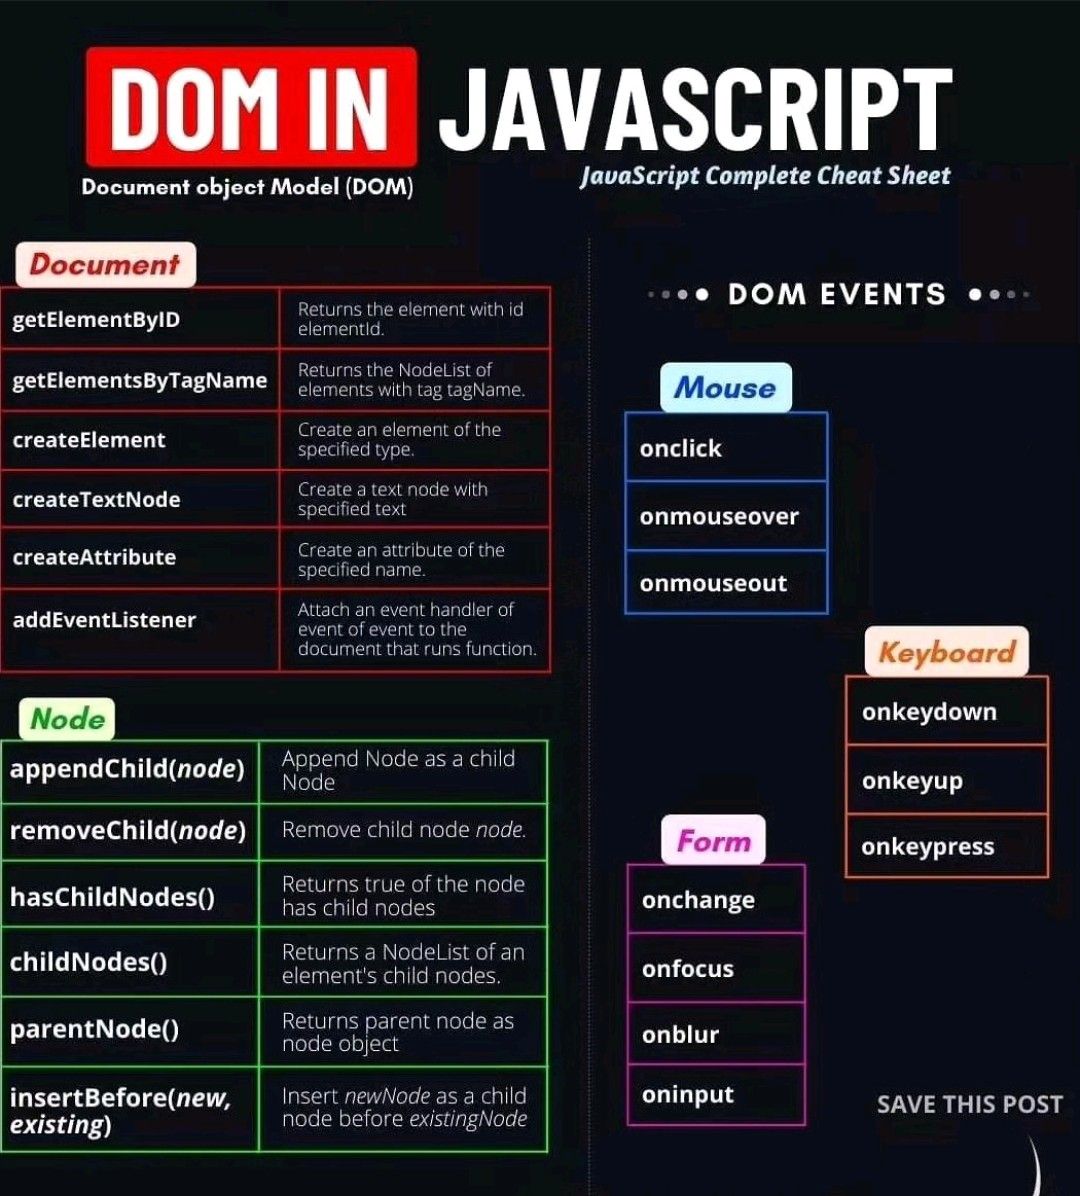 DOM IN JAVASCRIPT
Document object Model (DOM)
JavaScript Complete Cheat Sheet
Document
getElementByID
Returns the element with id
elementId.
getElementsByTagName
Returns the NodeList of
elements with tag tagName.
createElement
Create an element of the
specified type.
createTextNode
Create a text node with
specified text
createAttribute
Create an attribute of the
specified name.
addEventListener
Attach an event handler of
event of event to the
document that runs function.
Node
appendChild(node)
Append Node as a child
Node
removeChild(node)
Remove child node node.
hasChildNodes()
Returns true of the node
has child nodes
childNodes()
Returns a NodeList of an
element's child nodes.
parentNode()
Returns parent node as
node object
insertBefore(new,
existing)
Insert newNode as a child
node before existingNode
DOM EVENTS
Mouse
onclick
onmouseover
onmouseout
Keyboard
onkeydown
onkeyup
onkeypress
Form
onchange
onfocus
onblur
oninput
SAVE THIS POST